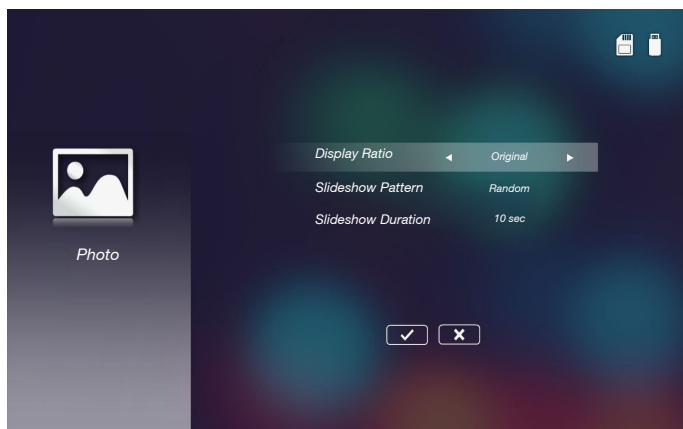 Display Ratio Original
Slideshow Pattern Random
Slideshow Duration 10 sec
Photo